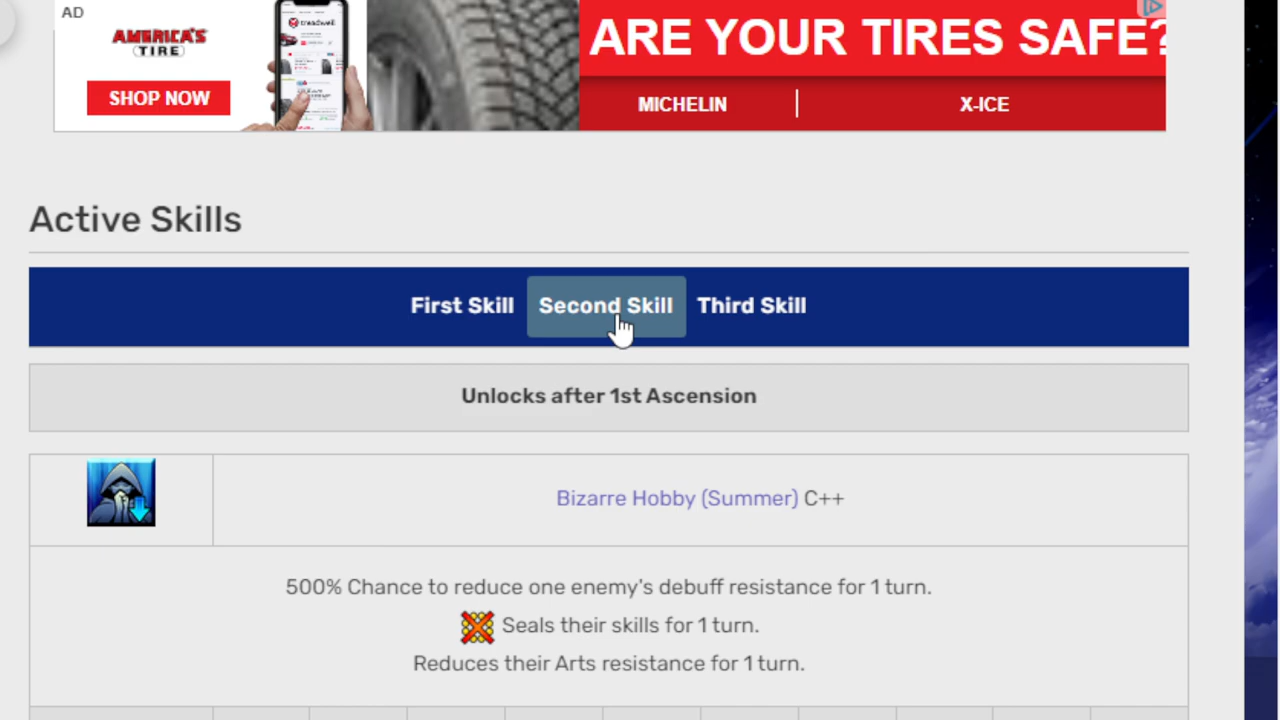 AD
AMERICA'S
TIRE
SHOP NOW
treadwell
ARE YOUR TIRES SAFE?
MICHELIN
X-ICE
Active Skills
First Skill
Second Skill
Third Skill
Unlocks after 1st Ascension
Bizarre Hobby (Summer) C++
500% Chance to reduce one enemy's debuff resistance for 1 turn.
Seals their skills for 1 turn.
Reduces their Arts resistance for 1 turn.